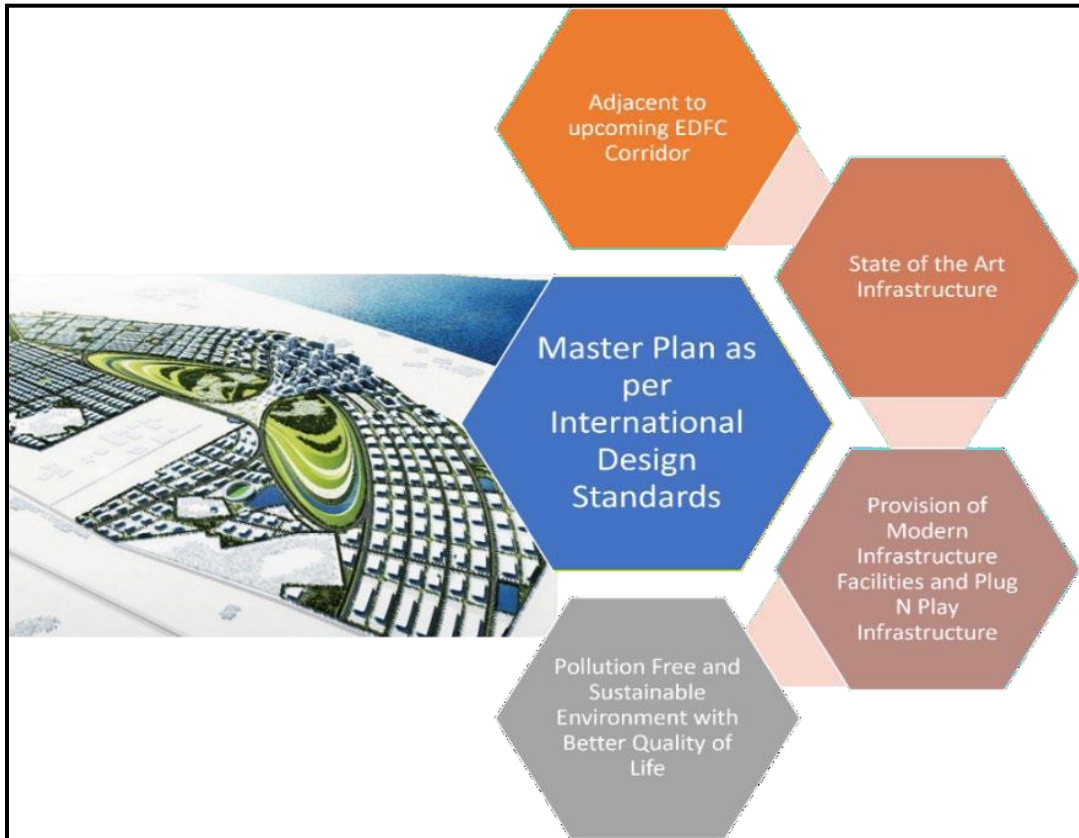 Adjacent to
upcoming EDFC
Corridor
State of the Art
Infrastructure
Master Plan as
per
International
Design
Standards
Provision of
Modern
Infrastructure
Facilities and Plug
N Play
Infrastructure
Pollution Free and
Sustainable
Environment with
Better Quality of
Life